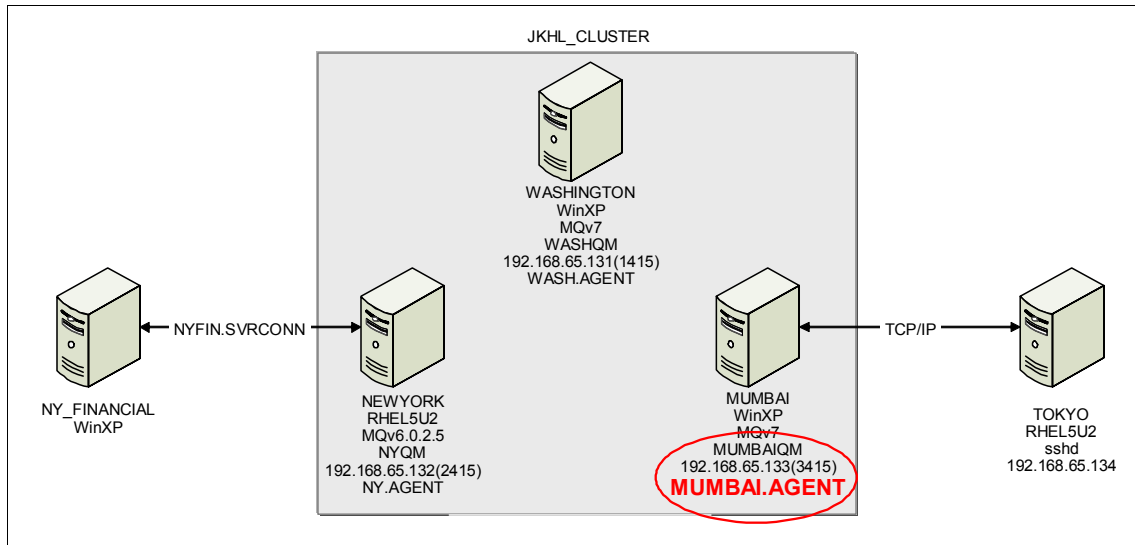 JKHL_CLUSTER
WASHINGTON
WinXP
MQv7
WASHQM
192.168.65.131(1415)
WASH.AGENT
NYFIN.SVRCONN
TCP/IP
NY_FINANCIAL
WinXP
NEWYORK
RHEL5U2
MQv6.0.2.5
NYQM
192.168.65.132(2415)
NY.AGENT
MUMBAI
WinXP
MQv7
MUMBAIQM
192.168.65.133(3415)
MUMBAI.AGENT
TOKYO
RHEL5U2
sshd
192.168.65.134